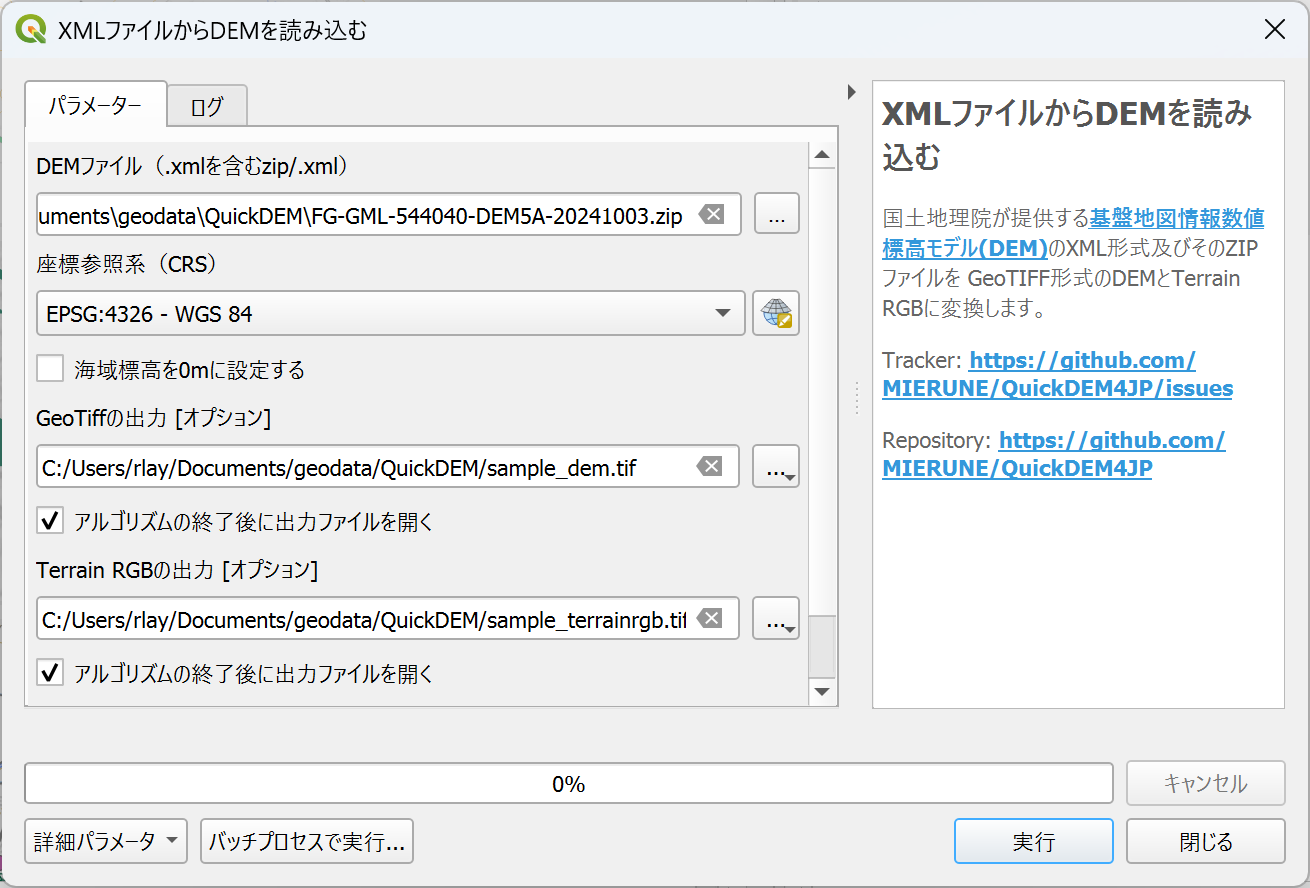 XMLファイルからDEMを読み込む
パラメーター
ログ
DEMファイル（.xmlを含むzip/.xml）
uments\geodata\QuickDEM\FG-GML-544040-DEM5A-20241003.zip
...
座標参照系（CRS）
EPSG:4326 - WGS 84
海域標高を0mに設定する
GeoTiffの出力 [オプション]
C:/Users/rlay/Documents/geodata/QuickDEM/sample_dem.tif
...
アルゴリズムの終了後に出力ファイルを開く
Terrain RGBの出力 [オプション]
C:/Users/rlay/Documents/geodata/QuickDEM/sample_terrainrgb.tif
...
アルゴリズムの終了後に出力ファイルを開く
XMLファイルからDEMを読み
込む
国土地理院が提供する基盤地図情報数値
標高モデル(DEM)のXML形式及びそのZIP
ファイルを GeoTIFF形式のDEMとTerrain
RGBに変換します。
Tracker: https://github.com/
MIERUNE/QuickDEM4JP/issues
Repository: https://github.com/
MIERUNE/QuickDEM4JP
0%
キャンセル
詳細パラメータ
バッチプロセスで実行...
実行
閉じる